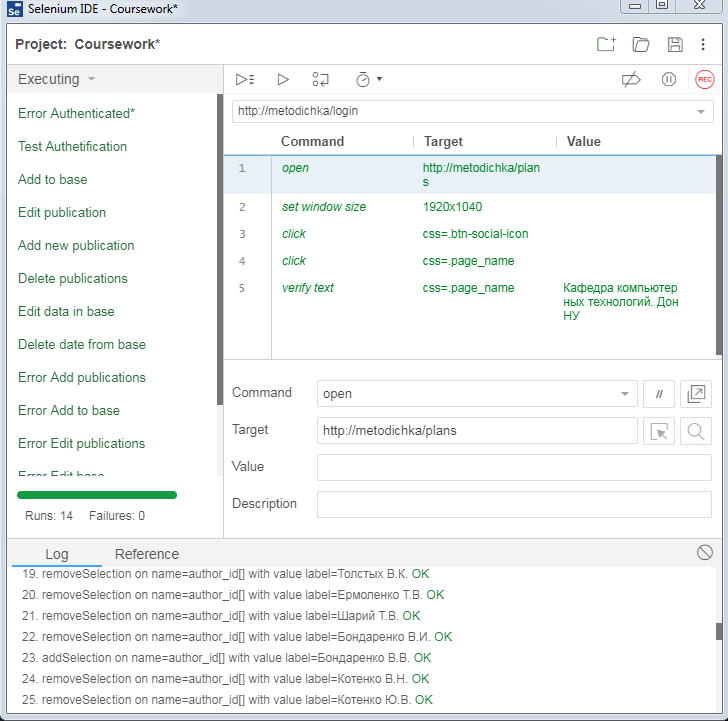 Se Selenium IDE - Coursework*
Project: Coursework*
Executing
REC
Error Authenticated*
Test Authetification
Add to base
Edit publication
Add new publication
Delete publications
Edit data in base
Delete date from base
Error Add publications
Error Add to base
Error Edit publications
Error Edit base
Runs: 14 Failures: 0
http://metodichka/login
Command Target Value
1 open http://metodichka/plan
s
2 set window size 1920x1040
3 click css=.btn-social-icon
4 click css=.page_name
5 verify text css=.page_name Кафедра компьютер
ных технологий. Дон
НУ
Command open //
Target http://metodichka/plans
Value
Description
Log Reference
19. removeSelection on name=author_id[] with value label=Толстых В.К. OK
20. removeSelection on name=author_id[] with value label=Ермоленко Т.В. OK
21. removeSelection on name=author_id[] with value label=Шарий Т.В. OK
22. removeSelection on name=author_id[] with value label=Бондаренко В.И. OK
23. addSelection on name=author_id[] with value label=Бондаренко В.В. OK
24. removeSelection on name=author_id[] with value label=Котенко В.Н. OK
25. removeSelection on name=author_id[] with value label=Котенко Ю.В. OK